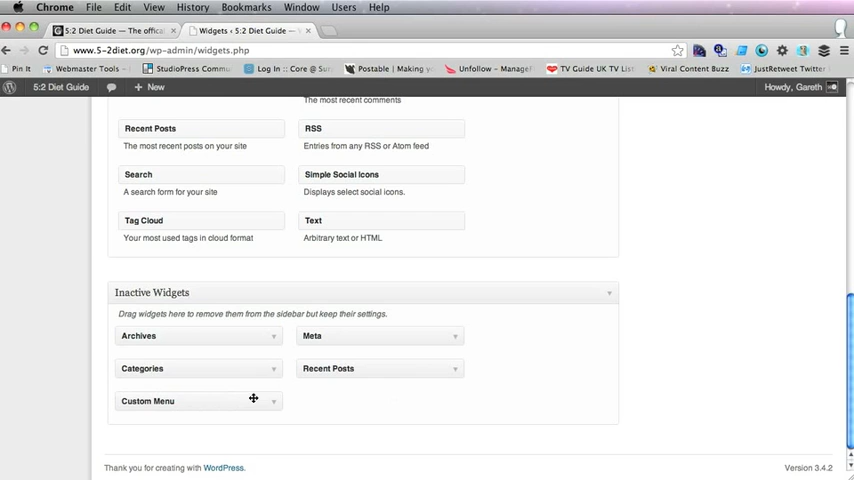 Chrome File Edit View History Bookmarks Window Users Help
5:2 Diet Guide — The offica
Widgets ‹ 5:2 Diet Guide —
www.5-2diet.org/wp-admin/widgets.php
Pin It Webmaster Tools - StudioPress Commu Log In :: Core @ Su Postable | Making y Unfollow - Manage TV Guide UK TV List Viral Content Buzz JustRetweet Twitter
5:2 Diet Guide + New Howdy, Gareth
The most recent comments
Recent Posts RSS
The most recent posts on your site Entries from any RSS or Atom feed
Search Simple Social Icons
A search form for your site Displays select social icons.
Tag Cloud Text
Your most used tags in cloud format Arbitrary text or HTML
Inactive Widgets
Drag widgets here to remove them from the sidebar but keep their settings.
Archives Meta
Categories Recent Posts
Custom Menu
Thank you for creating with WordPress. Version 3.4.2